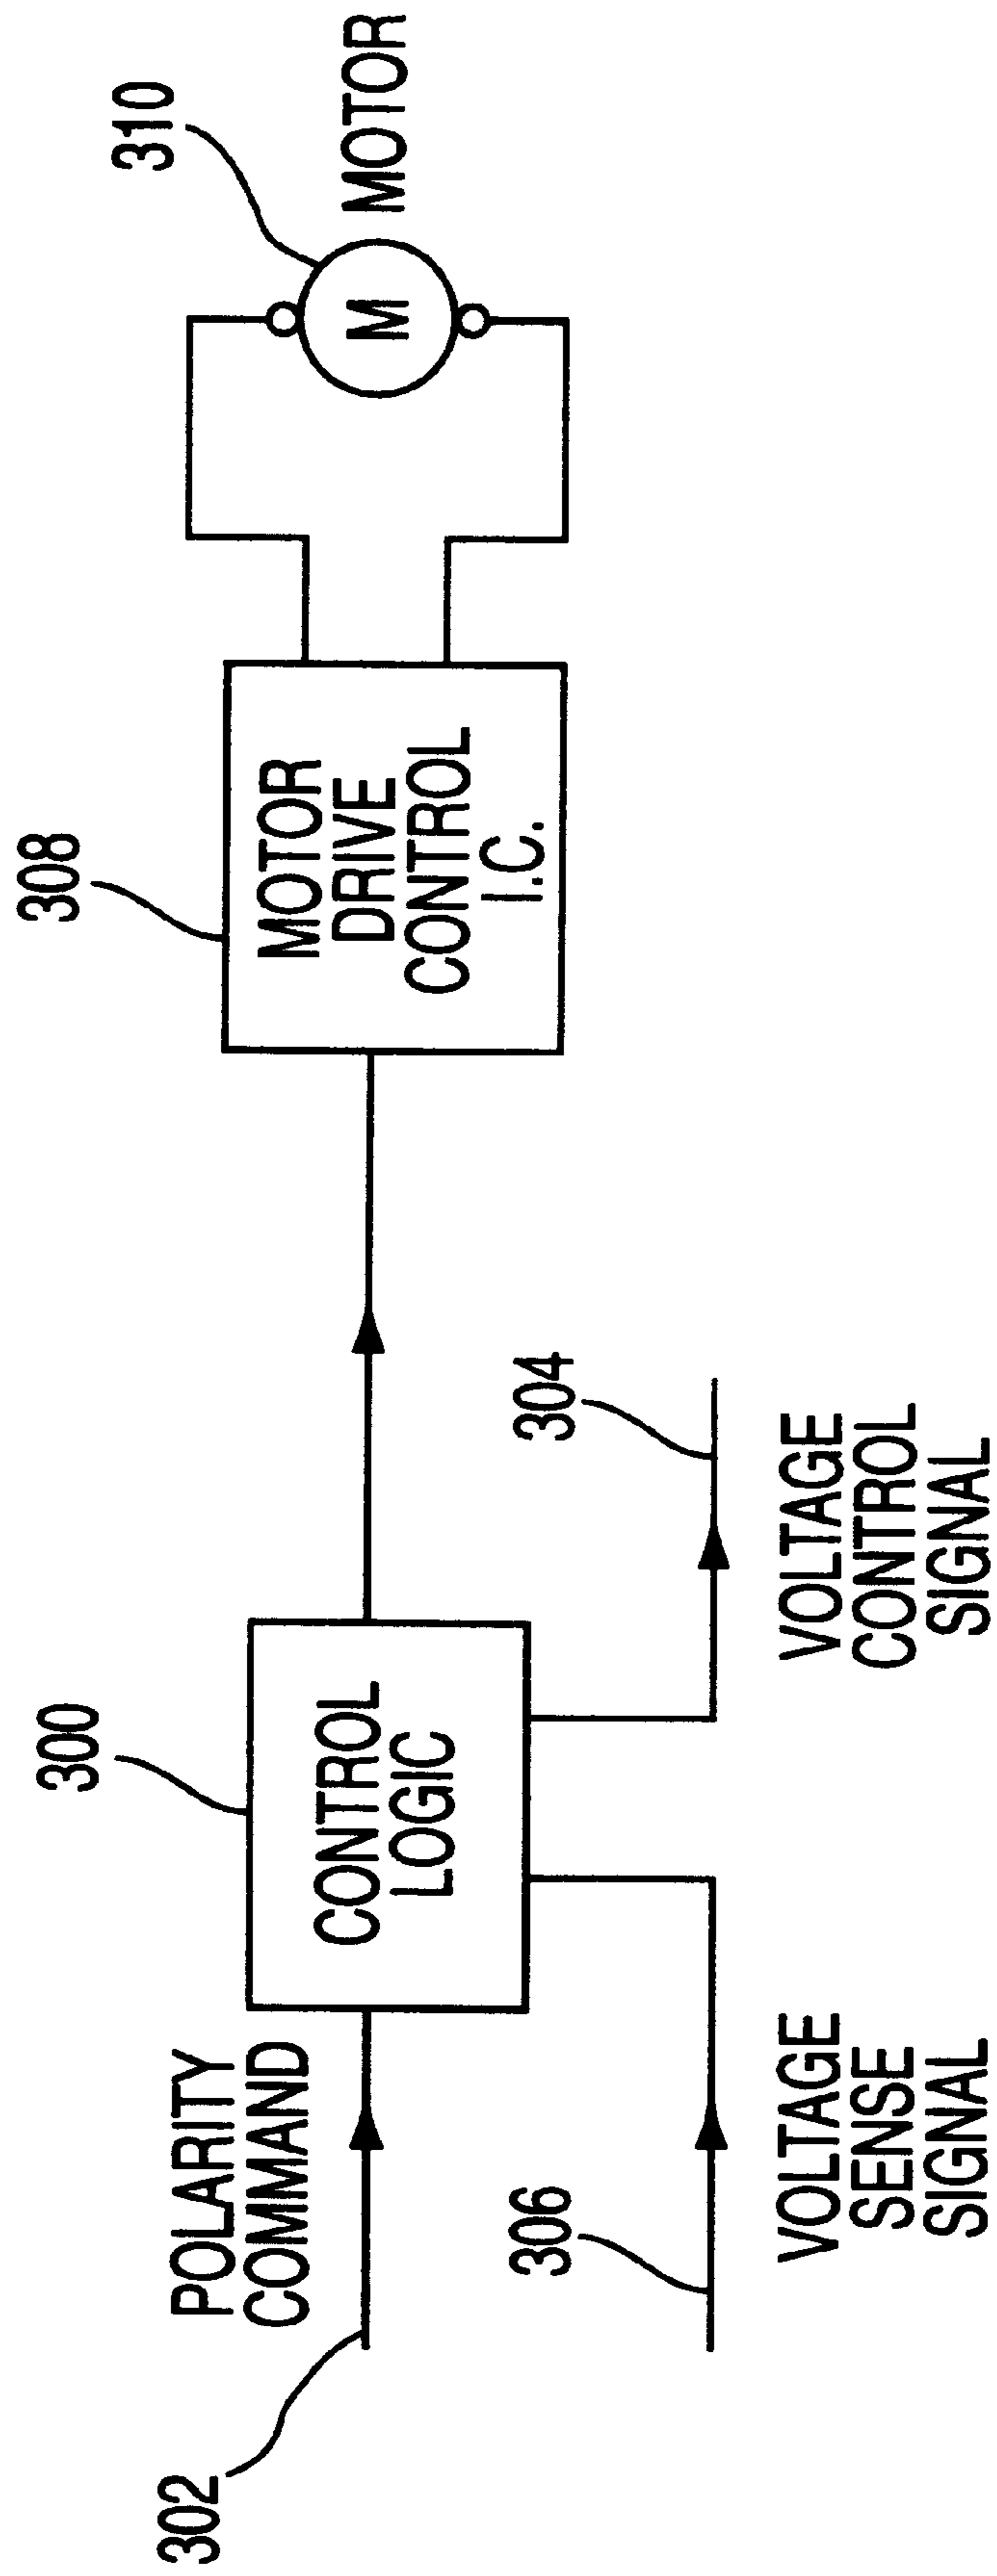 302
POLARITY
COMMAND
306
VOLTAGE
SENSE
SIGNAL
300
CONTROL
LOGIC
304
VOLTAGE
CONTROL
SIGNAL
308
MOTOR
DRIVE
CONTROL
I.C.
310
M
MOTOR